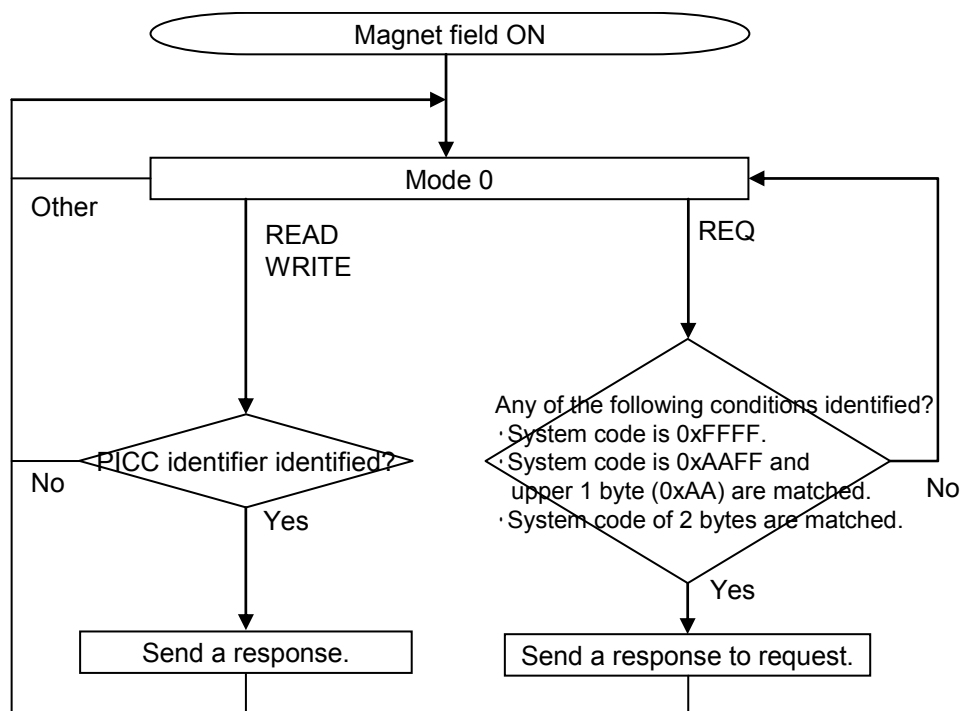 Magnet field ON
Mode 0
Other
READ
WRITE
REQ
Any of the following conditions identified?
·System code is 0xFFFF.
·System code is 0xAAFF and
upper 1 byte (0xAA) are matched.
·System code of 2 bytes are matched.
PICC identifier identified?
No
No
Yes
Yes
Send a response.
Send a response to request.